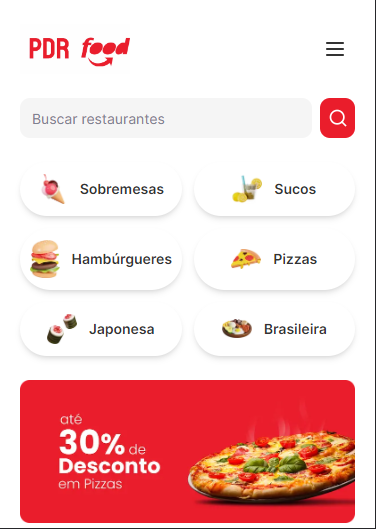 PDR food
Buscar restaurantes
Sobremesas
Sucos
Hambúrgueres
Pizzas
Japonesa
Brasileira
até
30% de
Desconto
em Pizzas